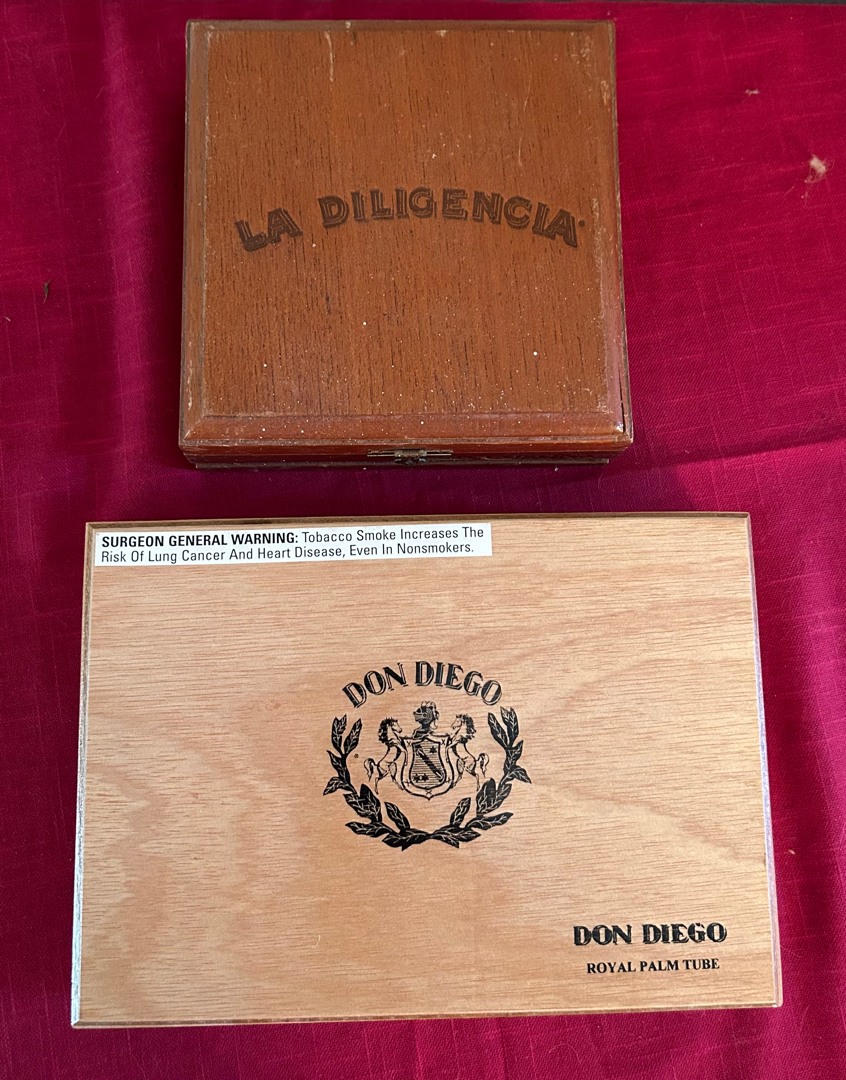 LA DILIGENCIA
SURGEON GENERAL WARNING: Tobacco Smoke Increases The
Risk Of Lung Cancer And Heart Disease, Even In Nonsmokers.
DON DIEGO
DON DIEGO
ROYAL PALM TUBE